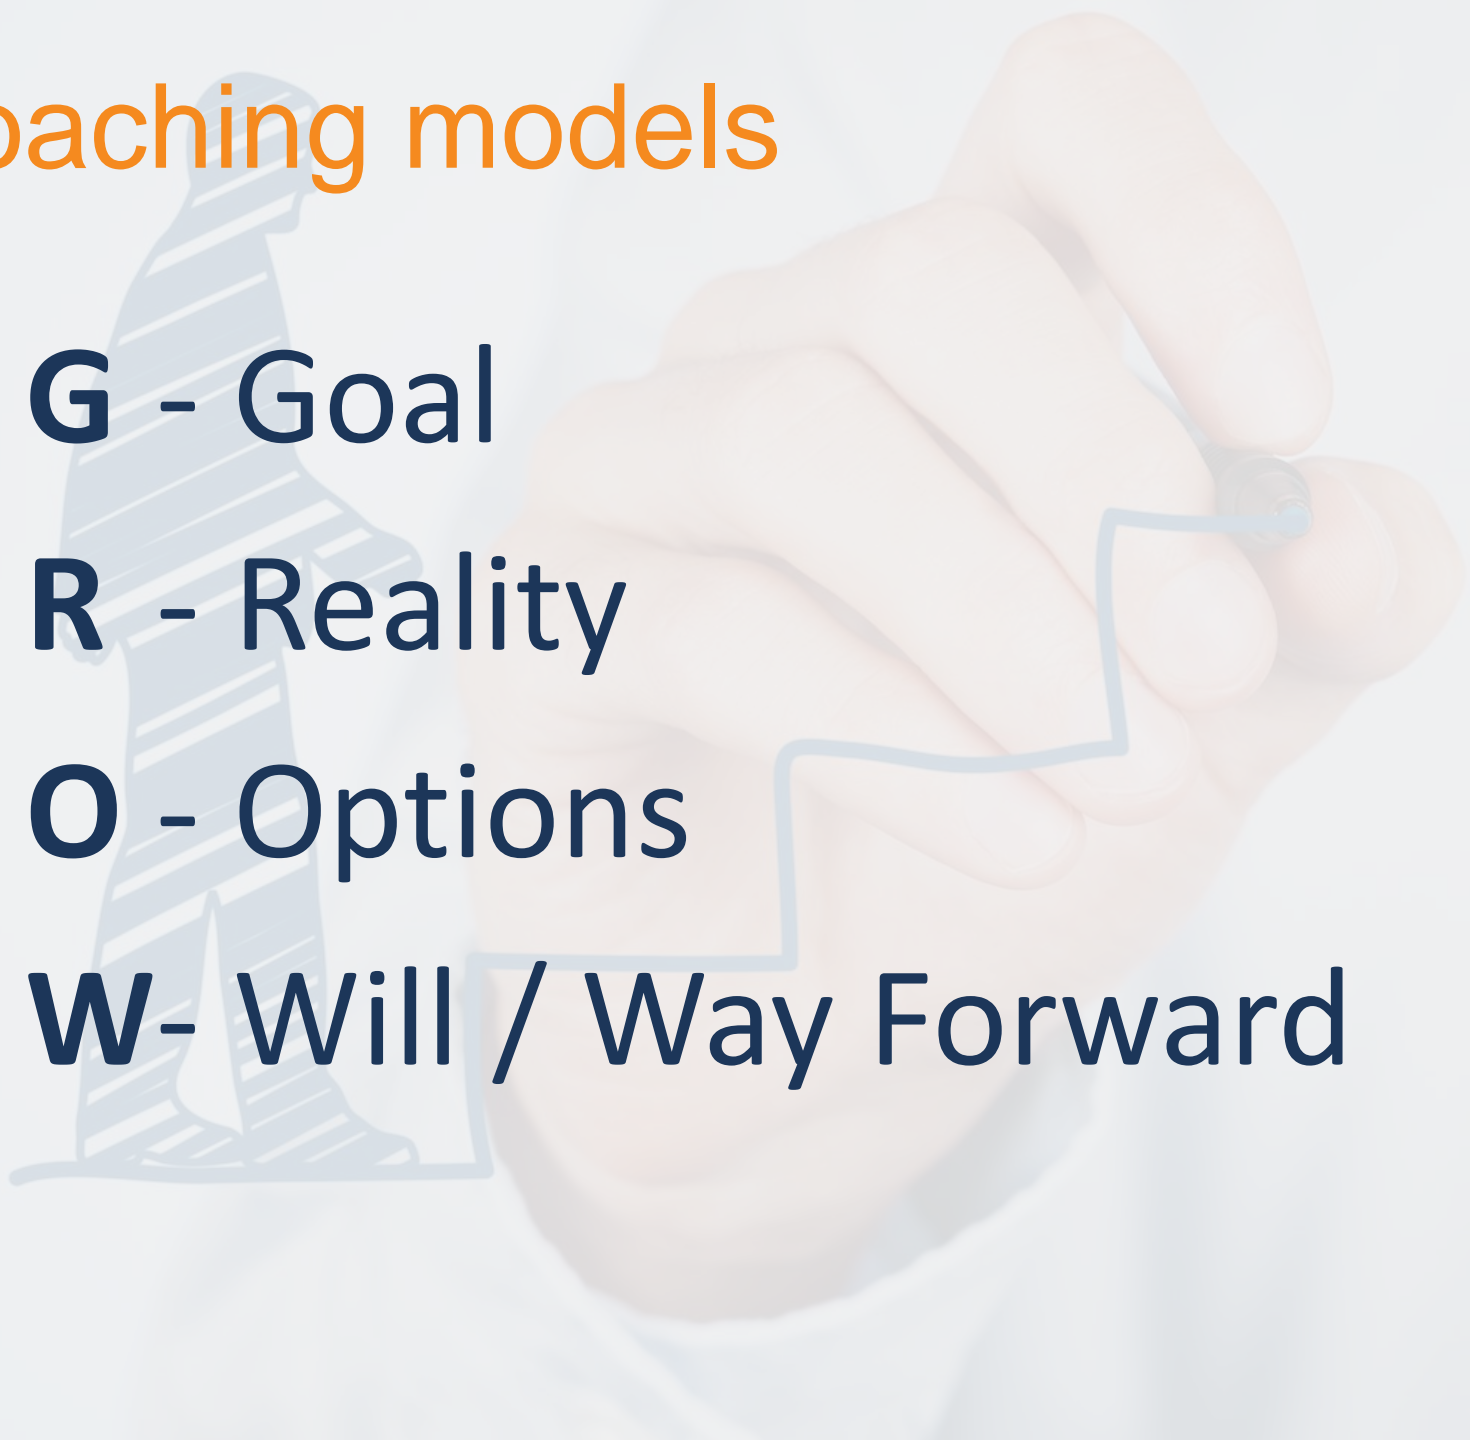 oaching models
G - Goal
R - Reality
O - Options
W- Will / Way Forward